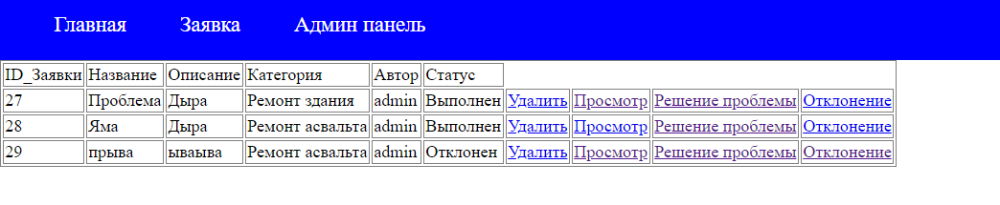 Главная Заявка Админ панель
ID_Заявки Название Описание Категория Автор Статус
27 Проблема Дыра Ремонт здания admin Выполнен Удалить Просмотр Решение проблемы Отклонение
28 Яма Дыра Ремонт асвальта admin Выполнен Удалить Просмотр Решение проблемы Отклонение
29 прыва ываыва Ремонт асвальта admin Отклонен Удалить Просмотр Решение проблемы Отклонение